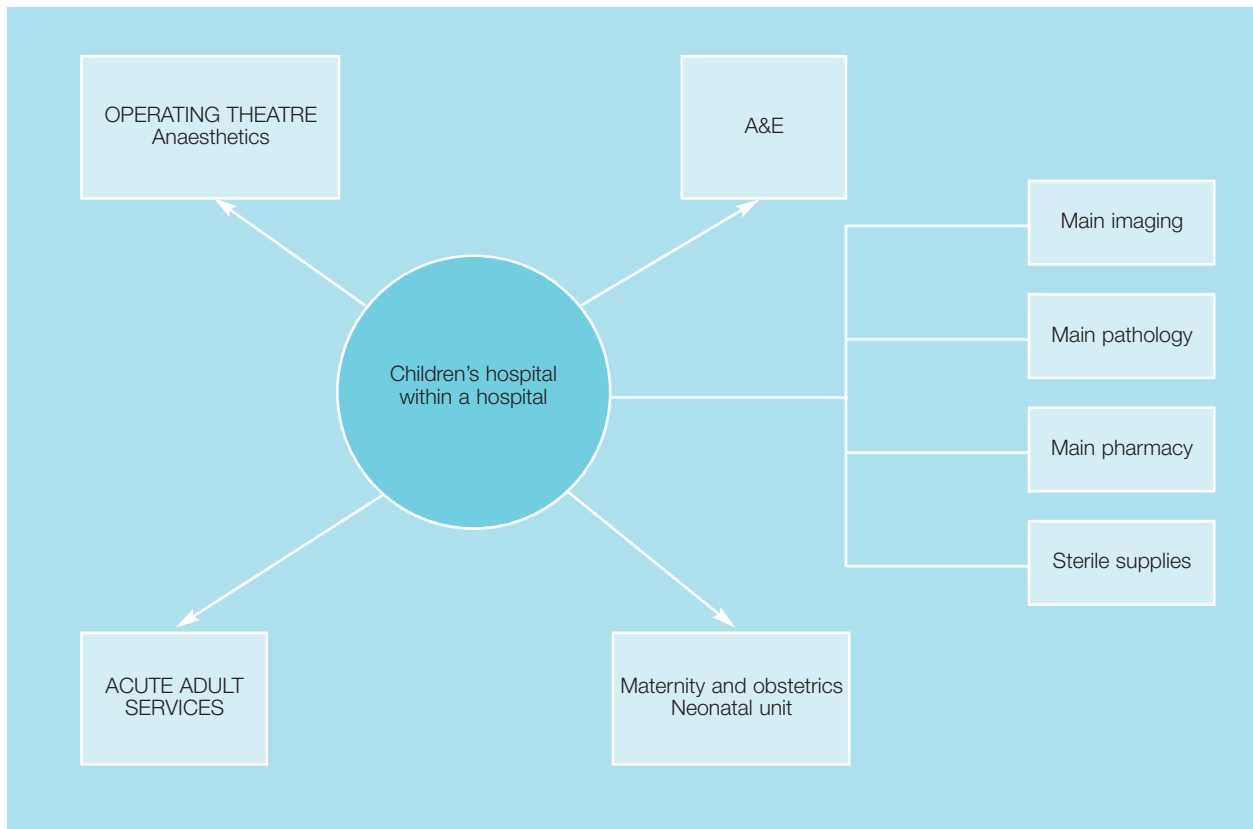 OPERATING THEATRE
Anaesthetics
A&E
Main imaging
Main pathology
Children’s hospital
within a hospital
Main pharmacy
Sterile supplies
ACUTE ADULT
SERVICES
Maternity and obstetrics
Neonatal unit